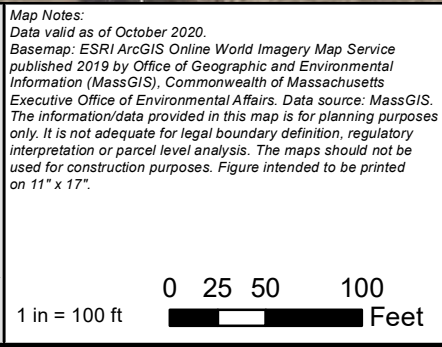 Map Notes:
Data valid as of October 2020.
Basemap: ESRI ArcGIS Online World Imagery Map Service
published 2019 by Office of Geographic and Environmental
Information (MassGIS), Commonwealth of Massachusetts
Executive Office of Environmental Affairs. Data source: MassGIS.
The information/data provided in this map is for planning purposes
only. It is not adequate for legal boundary definition, regulatory
interpretation or parcel level analysis. The maps should not be
used for construction purposes. Figure intended to be printed
on 11" x 17".
0 25 50 100
1 in = 100 ft Feet